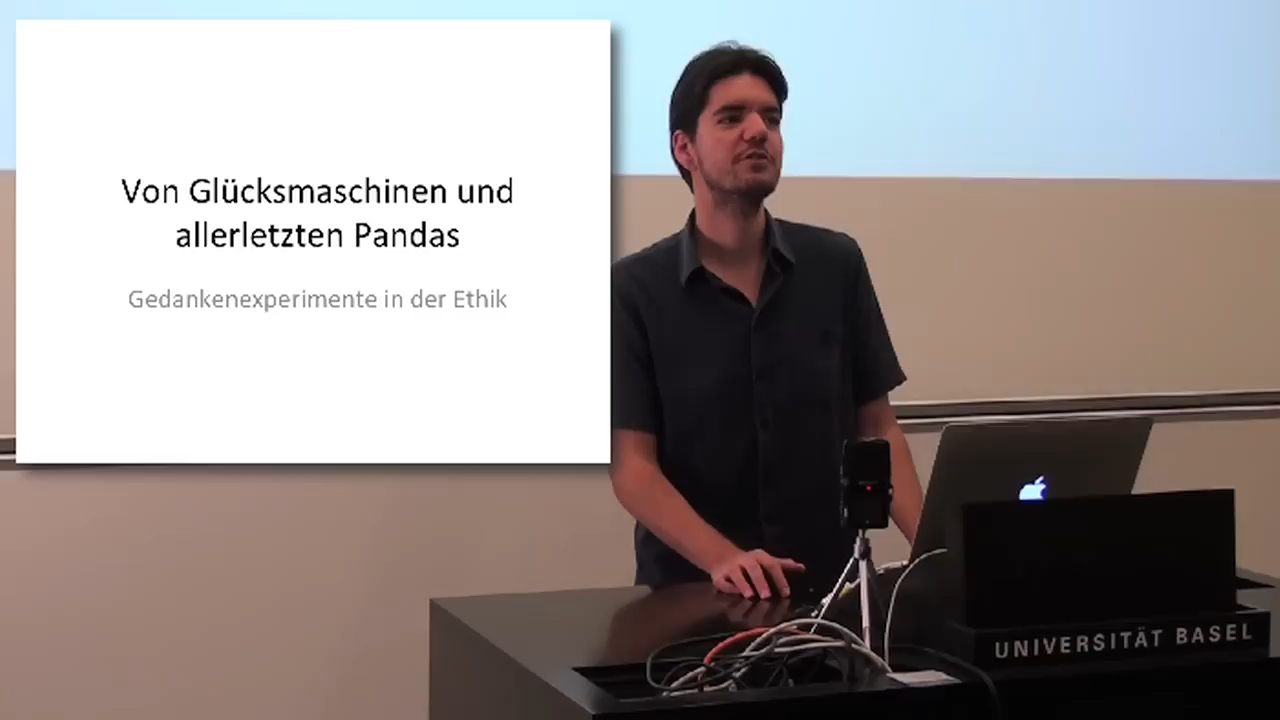 Von Glücksmaschinen und
allerletzten Pandas
Gedankenexperimente in der Ethik
UNIVERSITÄT BASEL